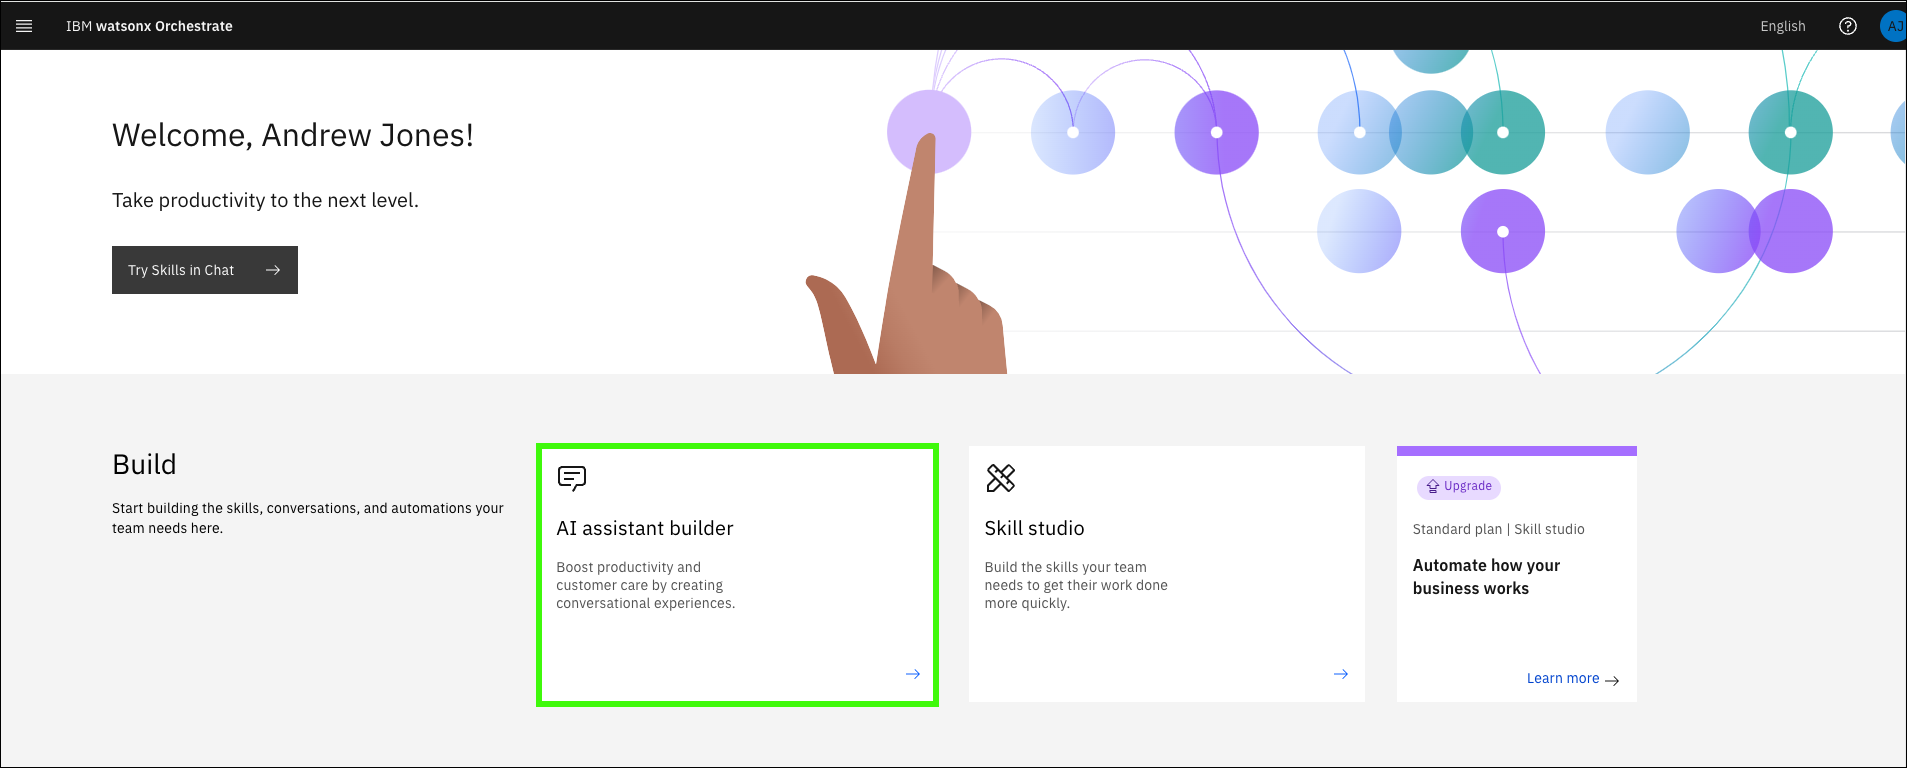 IBM watsonx Orchestrate
English
AJ
Welcome, Andrew Jones!
Take productivity to the next level.
Try Skills in Chat
Build
Start building the skills, conversations, and automations your
team needs here.
AI assistant builder
Boost productivity and
customer care by creating
conversational experiences.
Skill studio
Build the skills your team
needs to get their work done
more quickly.
Upgrade
Standard plan | Skill studio
Automate how your
business works
Learn more